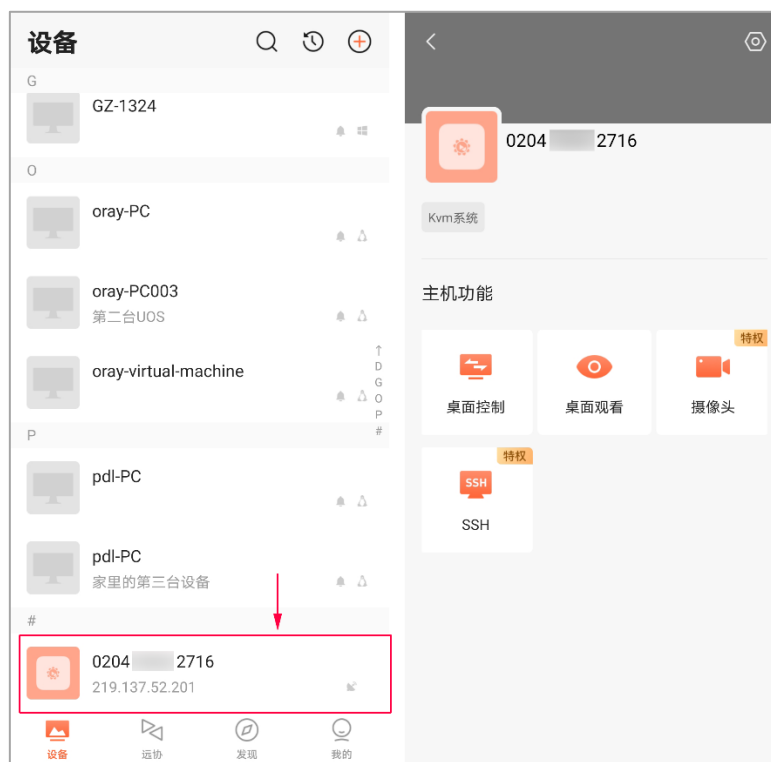 设备
G
GZ-1324
O
oray-PC
oray-PC003
第二台UOS
oray-virtual-machine
↑
D
G
O
P
#
P
pdl-PC
pdl-PC
家里的第三台设备
#
0204 2716
219.137.52.201
设备
远协
发现
我的
0204 2716
Kvm系统
主机功能
特权
桌面控制
桌面观看
摄像头
特权
SSH
SSH